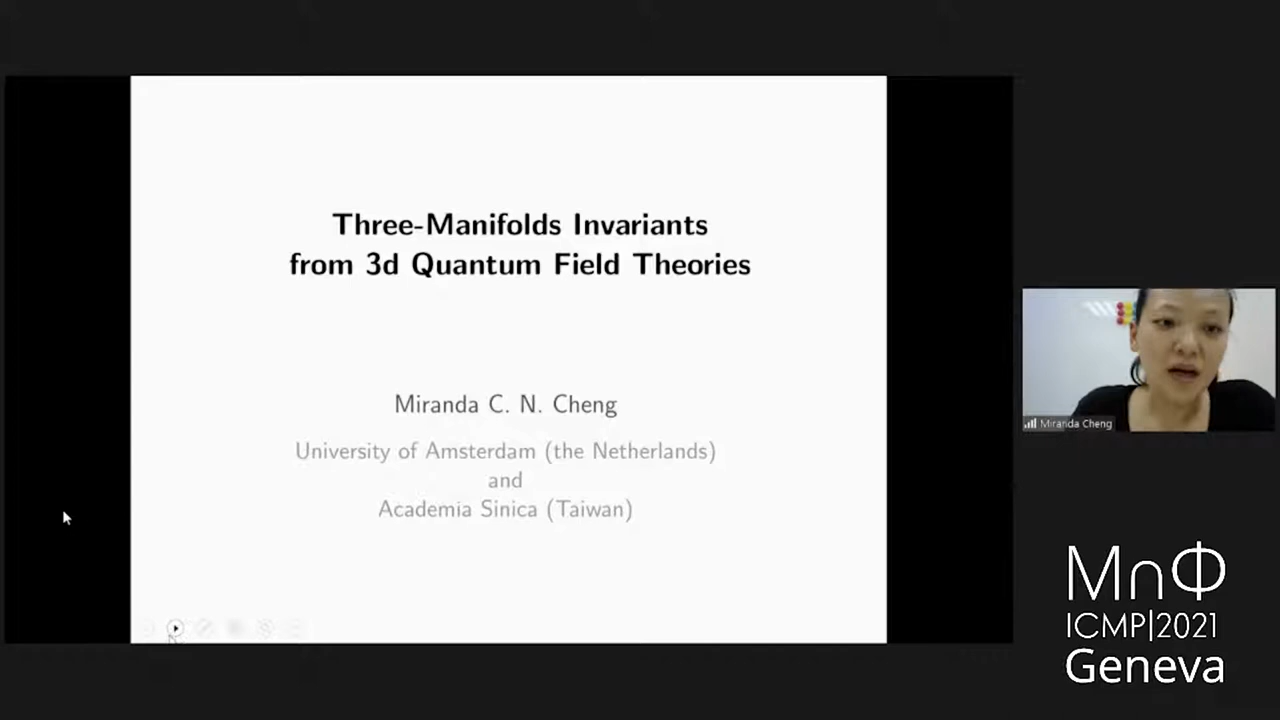 Three-Manifolds Invariants
from 3d Quantum Field Theories
Miranda C. N. Cheng
University of Amsterdam (the Netherlands)
and
Academia Sinica (Taiwan)
Miranda Cheng
M∩Φ
ICMP|2021
Geneva